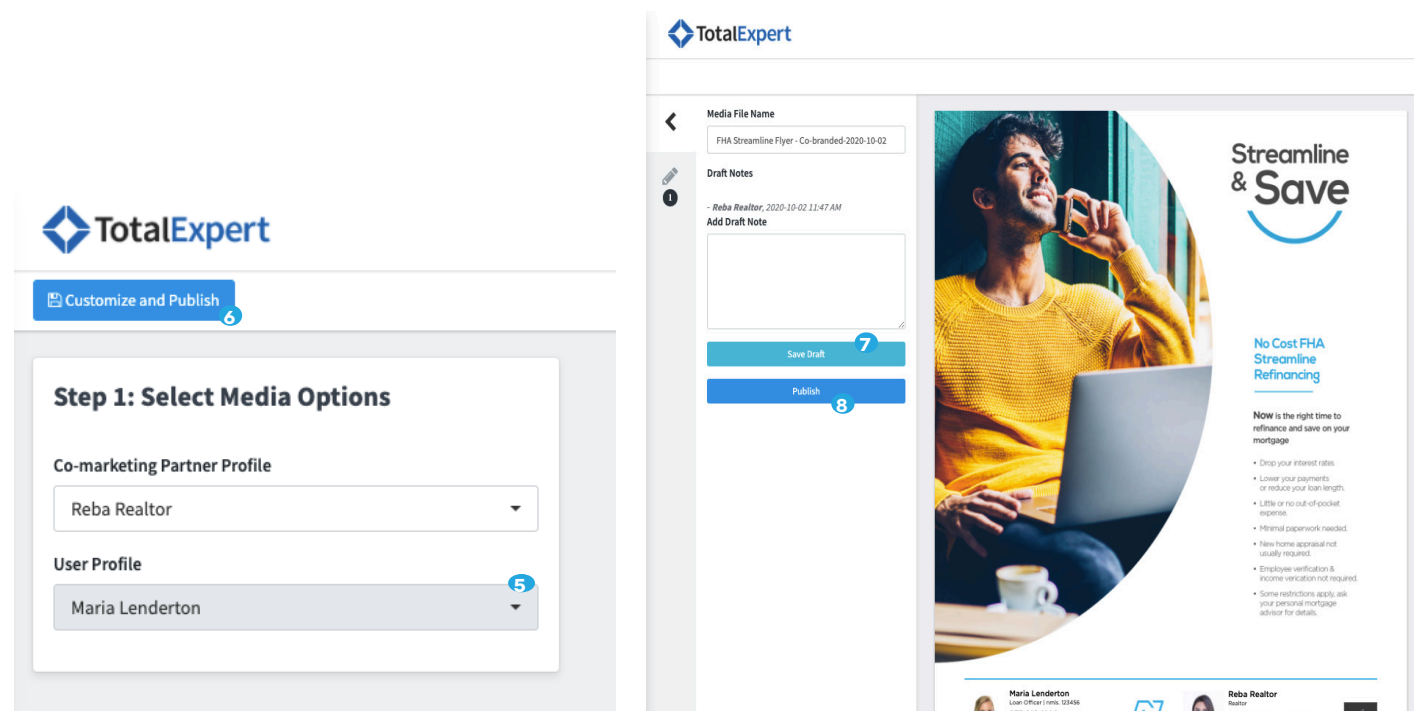 TotalExpert
Customize and Publish
6
Step 1: Select Media Options
Co-marketing Partner Profile
Reba Realtor
User Profile
5
Maria Lenderton
TotalExpert
Media File Name
FHA Streamline Flyer - Co-branded-2020-10-02
Draft Notes
1
- Reba Realtor, 2020-10-02 11:47 AM
Add Draft Note
7
Save Draft
Publish
8
Streamline
& Save
No Cost FHA
Streamline
Refinancing
Now is the right time to
refinance and save on your
mortgage
• Drop your interest rates
• Lower your payments
or reduce your loan length.
• Little or no out-of-pocket
expense.
• Minimal paperwork needed.
• New home appraisal not
usually required.
• Employee verification &
income verication not required.
• Some restrictions apply, ask
your personal mortgage
advisor for details.
Maria Lenderton
Loan Officer | nmls. 123456
Reba Realtor
Realtor